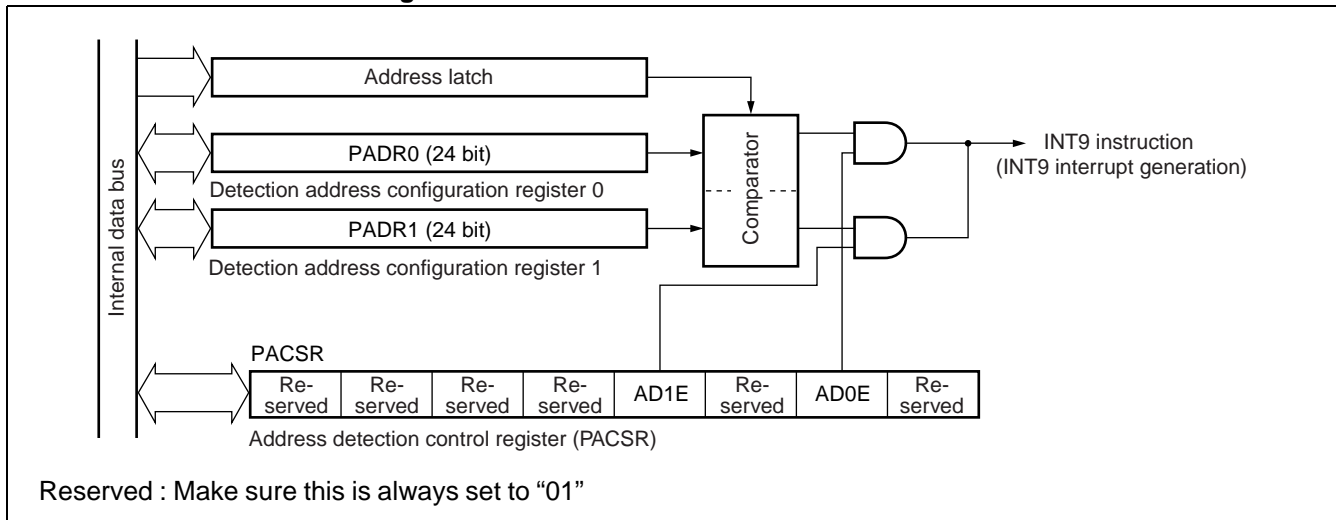 Internal data bus
Address latch
PADR0 (24 bit)
Detection address configuration register 0
PADR1 (24 bit)
Detection address configuration register 1
Comparator
INT9 instruction
(INT9 interrupt generation)
PACSR
Re-
served
Re-
served
Re-
served
Re-
served
AD1E
Re-
served
AD0E
Re-
served
Address detection control register (PACSR)
Reserved : Make sure this is always set to “01”